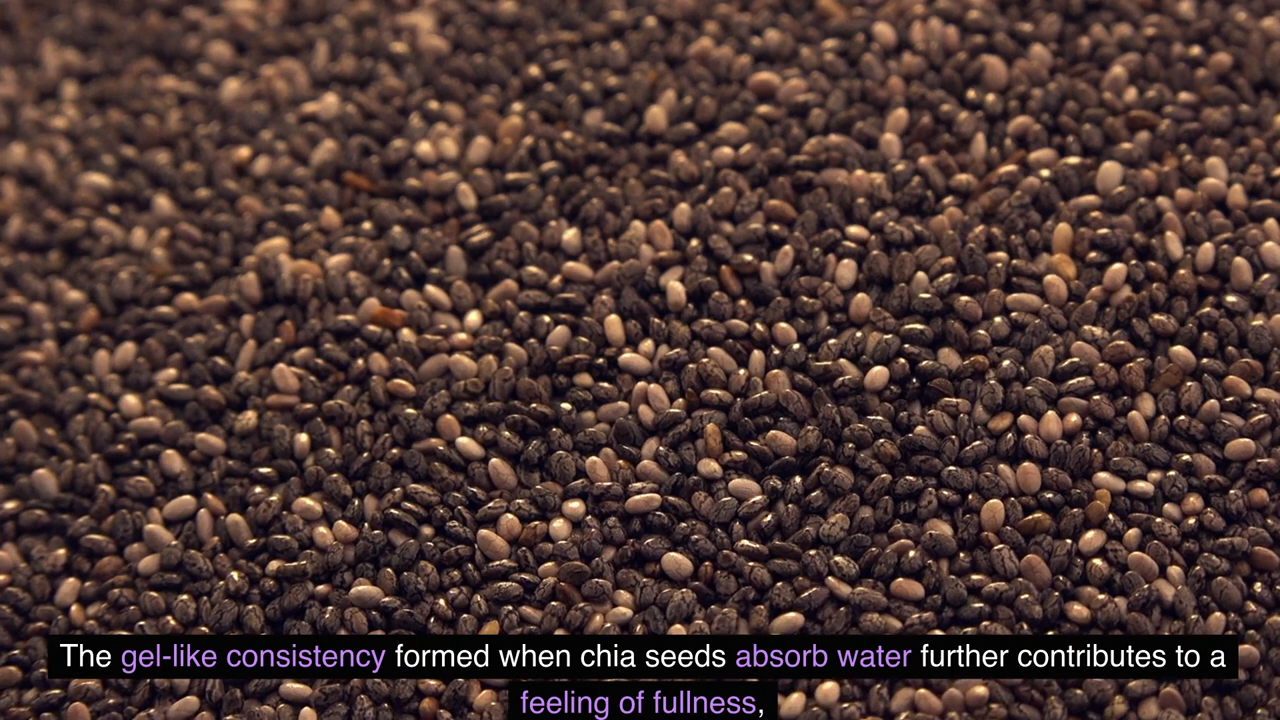 The gel-like consistency formed when chia seeds absorb water further contributes to a
feeling of fullness,